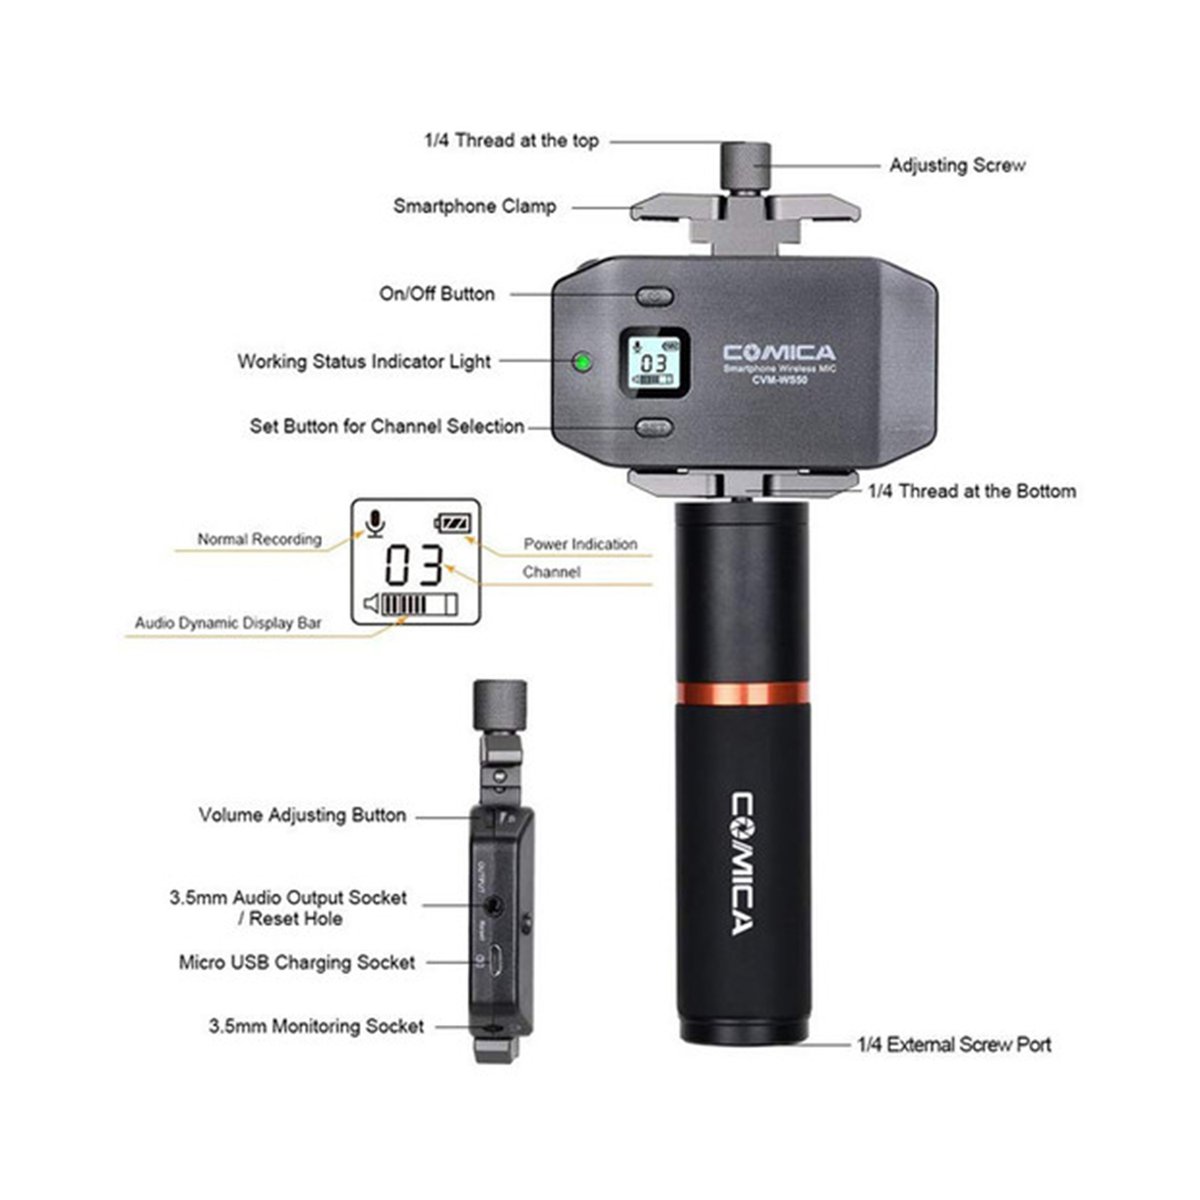 1/4 Thread at the top
Adjusting Screw
Smartphone Clamp
On/Off Button
Working Status Indicator Light
03
COMICA
Smartphone Wireless MIC
CVM-WS50
Set Button for Channel Selection
SET
1/4 Thread at the Bottom
Normal Recording
03
Power Indication
Channel
Audio Dynamic Display Bar
COMICA
Volume Adjusting Button
OUTPUT
3.5mm Audio Output Socket
/ Reset Hole
Reset
Micro USB Charging Socket
3.5mm Monitoring Socket
1/4 External Screw Port